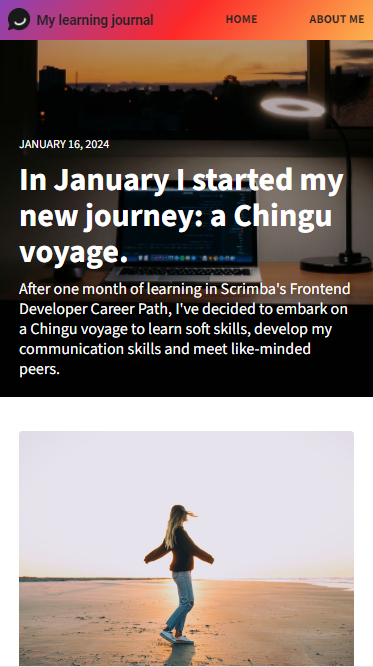 My learning journal
HOME
ABOUT ME
JANUARY 16, 2024
In January I started my
new journey: a Chingu
voyage.
After one month of learning in Scrimba's Frontend
Developer Career Path, I've decided to embark on
a Chingu voyage to learn soft skills, develop my
communication skills and meet like-minded
peers.